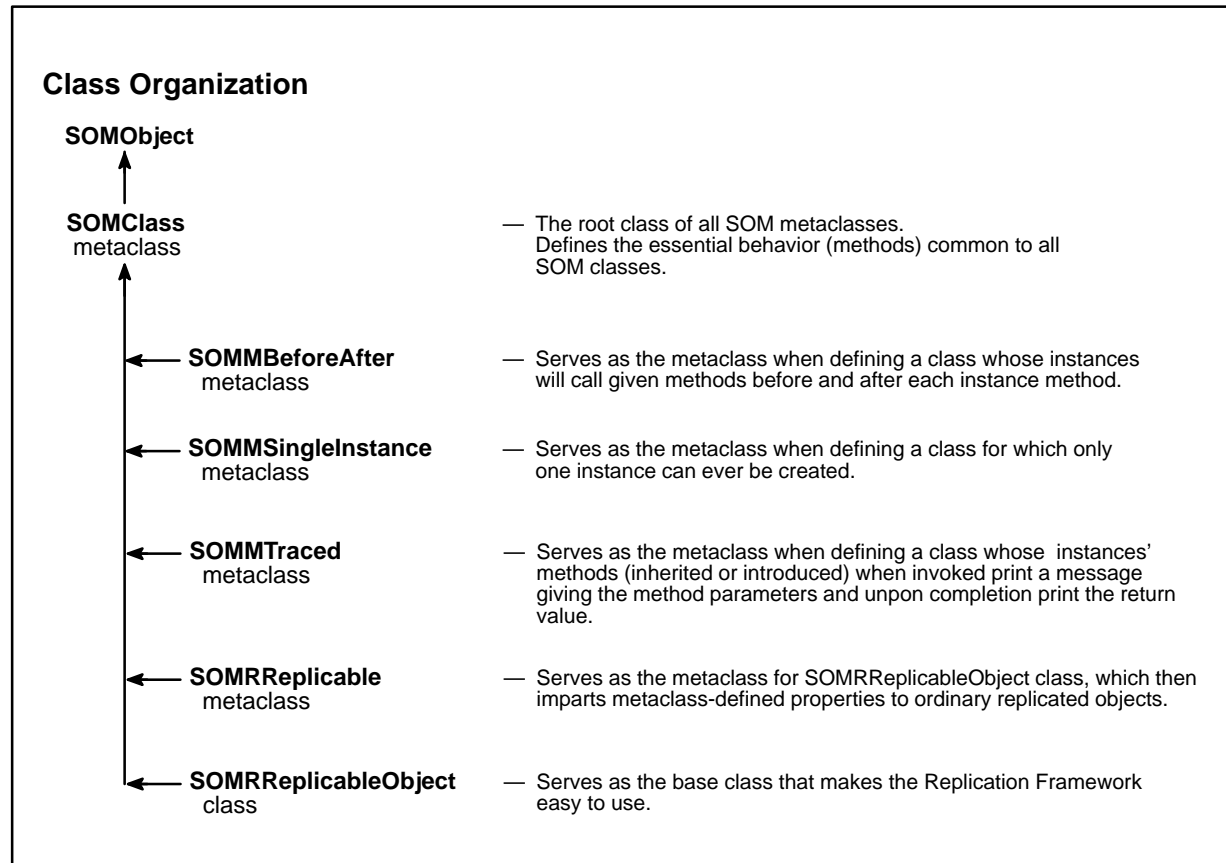 Class Organization
SOMObject
SOMClass
metaclass
— The root class of all SOM metaclasses.
Defines the essential behavior (methods) common to all
SOM classes.
SOMMBeforeAfter
metaclass
— Serves as the metaclass when defining a class whose instances
will call given methods before and after each instance method.
SOMMSingleInstance
metaclass
— Serves as the metaclass when defining a class for which only
one instance can ever be created.
SOMMTraced
metaclass
— Serves as the metaclass when defining a class whose instances’
methods (inherited or introduced) when invoked print a message
giving the method parameters and unpon completion print the return
value.
SOMRReplicable
metaclass
— Serves as the metaclass for SOMRReplicableObject class, which then
imparts metaclass-defined properties to ordinary replicated objects.
SOMRReplicableObject
class
— Serves as the base class that makes the Replication Framework
easy to use.